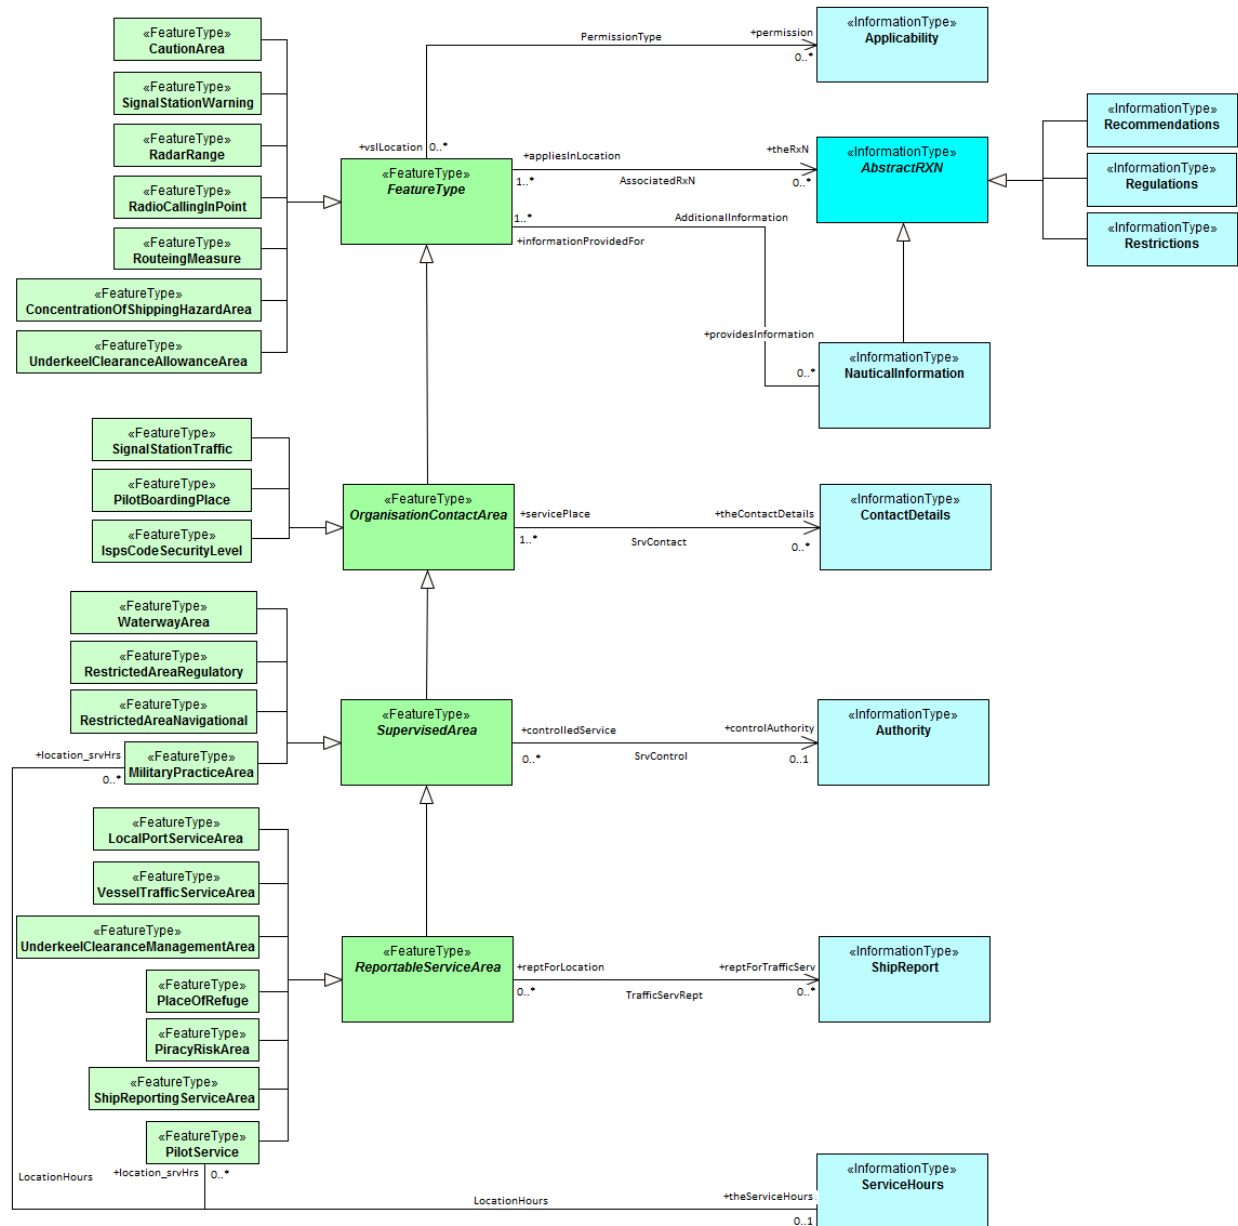 «FeatureType»
CautionArea
«FeatureType»
SignalStationWarning
«FeatureType»
RadarRange
«FeatureType»
RadioCallingInPoint
«FeatureType»
RouteingMeasure
«FeatureType»
ConcentrationOfShippingHazardArea
«FeatureType»
UnderkeelClearanceAllowanceArea
PermissionType
+permission
0..*
«InformationType»
Applicability
+vslLocation
0..*
«FeatureType»
FeatureType
+appliesInLocation
1..*
AssociatedRxN
+theRxN
0..*
«InformationType»
AbstractRXN
«InformationType»
Recommendations
«InformationType»
Regulations
«InformationType»
Restrictions
1..*
AdditionalInformation
+informationProvidedFor
+providesInformation
0..*
«InformationType»
NauticalInformation
«FeatureType»
SignalStationTraffic
«FeatureType»
PilotBoardingPlace
«FeatureType»
IspsCodeSecurityLevel
«FeatureType»
OrganisationContactArea
+servicePlace
1..*
SrvContact
+theContactDetails
0..*
«InformationType»
ContactDetails
«FeatureType»
WaterwayArea
«FeatureType»
RestrictedAreaRegulatory
«FeatureType»
RestrictedAreaNavigational
«FeatureType»
MilitaryPracticeArea
+location_srvHrs
0..*
«FeatureType»
SupervisedArea
+controlledService
0..*
SrvControl
+controlAuthority
0..1
«InformationType»
Authority
«FeatureType»
LocalPortServiceArea
«FeatureType»
VesselTrafficServiceArea
«FeatureType»
UnderkeelClearanceManagementArea
«FeatureType»
PlaceOfRefuge
«FeatureType»
PiracyRiskArea
«FeatureType»
ShipReportingServiceArea
«FeatureType»
PilotService
«FeatureType»
ReportableServiceArea
+reptForLocation
0..*
TrafficServRept
+reptForTrafficServ
0..*
«InformationType»
ShipReport
LocationHours
+location_srvHrs
0..*
LocationHours
+theServiceHours
0..1
«InformationType»
ServiceHours